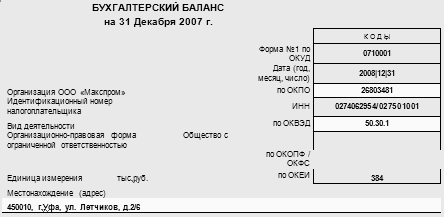 БУХГАЛТЕРСКИЙ БАЛАНС
на 31 Декабря 2007 г.
К О Д Ы
Форма №1 по ОКУД 0710001
Дата (год, месяц, число) 2008|12|31
Организация ООО «Макспром» по ОКПО 26803481
Идентификационный номер налогоплательщика ИНН 0274062954/027501001
Вид деятельности по ОКВЭД 50.30.1
Организационно-правовая форма Общество с
ограниченной ответственностью
по ОКОПФ / ОКФС
Единица измерения тыс.руб. по ОКЕИ 384
Местонахождение (адрес)
450010, г.Уфа, ул. Летчиков, д.2/6